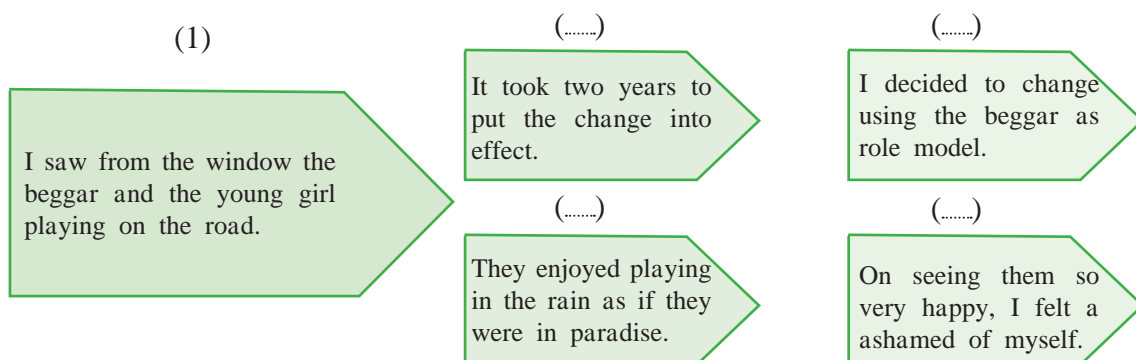 (1)
I saw from the window the
beggar and the young girl
playing on the road.
(.......)
It took two years to
put the change into
effect.
(.......)
I decided to change
using the beggar as
role model.
(.......)
They enjoyed playing
in the rain as if they
were in paradise.
(.......)
On seeing them so
very happy, I felt a
ashamed of myself.